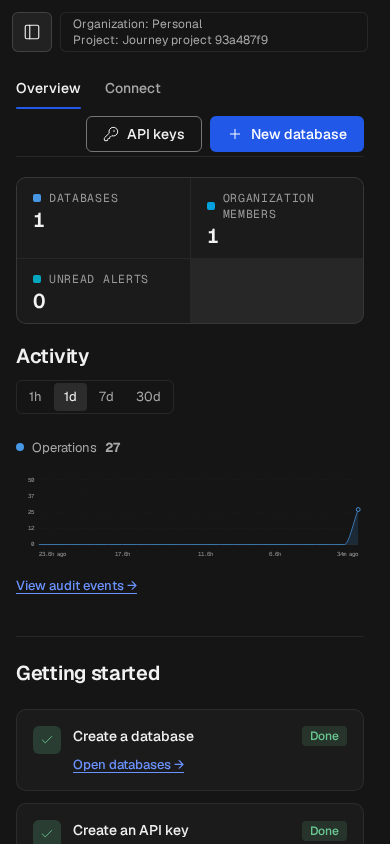 Organization: Personal
Project: Journey project 93a487f9
Overview
Connect
API keys
New database
DATABASES
1
ORGANIZATION
MEMBERS
1
UNREAD ALERTS
0
Activity
1h
1d
7d
30d
Operations 27
50
37
25
12
0
23.6h ago
17.6h
11.6h
6.0h
34m ago
View audit events →
Getting started
Create a database
Done
Open databases →
Create an API key
Done